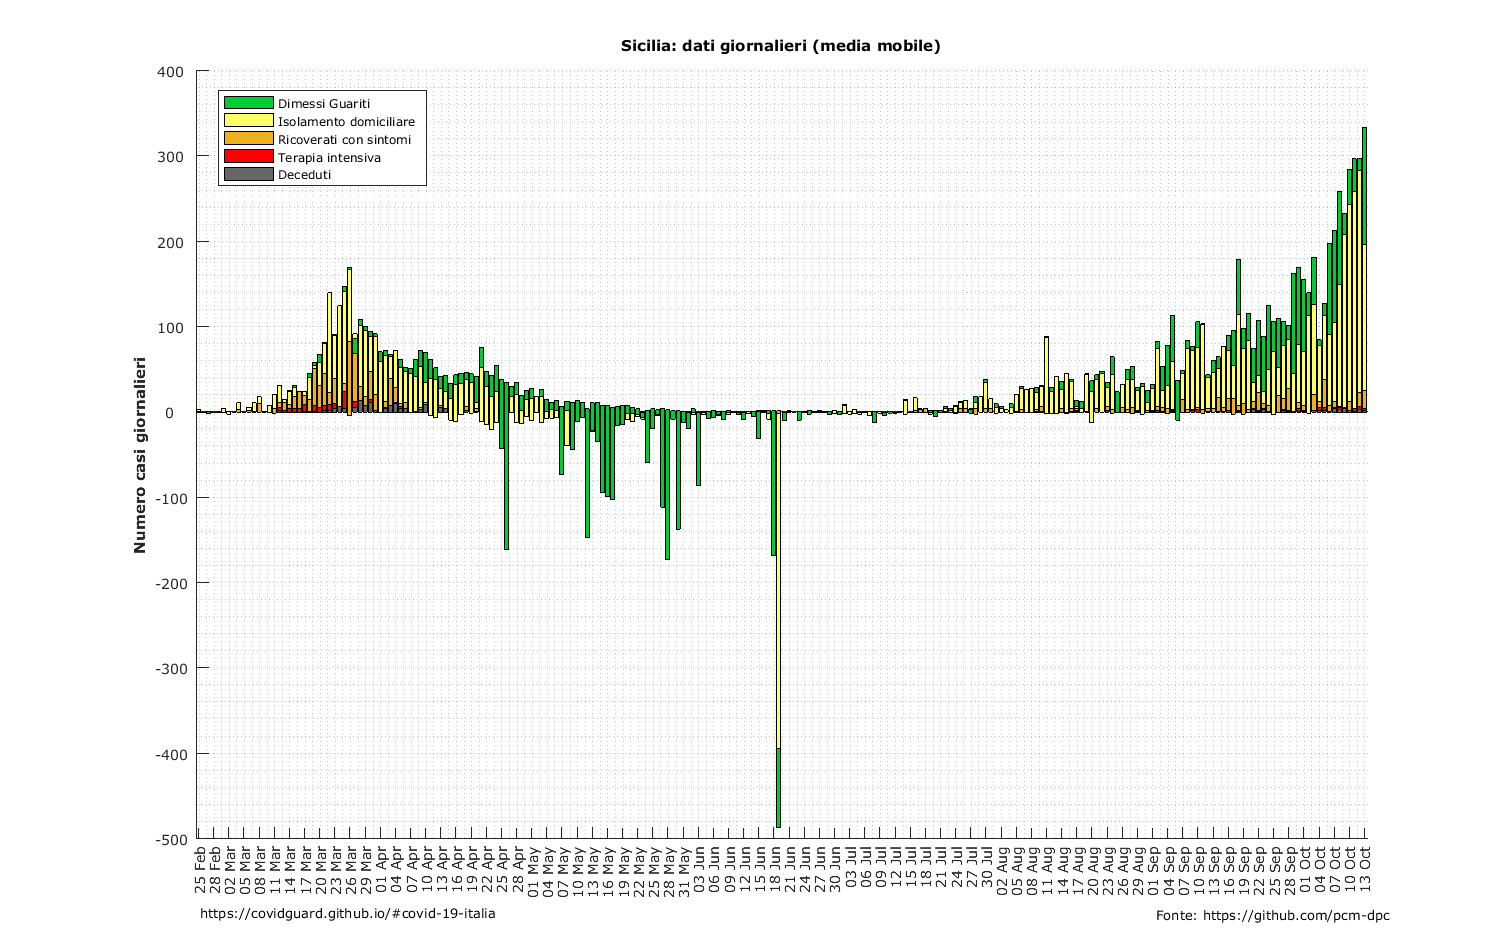 Sicilia: dati giornalieri (media mobile)
Dimessi Guariti
Isolamento domiciliare
Ricoverati con sintomi
Terapia intensiva
Deceduti
Numero casi giornalieri
400
300
200
100
0
-100
-200
-300
-400
-500
25 Feb
28 Feb
02 Mar
05 Mar
08 Mar
11 Mar
14 Mar
17 Mar
20 Mar
23 Mar
26 Mar
29 Mar
01 Apr
04 Apr
07 Apr
10 Apr
13 Apr
16 Apr
19 Apr
22 Apr
25 Apr
28 Apr
01 May
04 May
07 May
10 May
13 May
16 May
19 May
22 May
25 May
28 May
31 May
03 Jun
06 Jun
09 Jun
12 Jun
15 Jun
18 Jun
21 Jun
24 Jun
27 Jun
30 Jun
03 Jul
06 Jul
09 Jul
12 Jul
15 Jul
18 Jul
21 Jul
24 Jul
27 Jul
30 Jul
02 Aug
05 Aug
08 Aug
11 Aug
14 Aug
17 Aug
20 Aug
23 Aug
26 Aug
29 Aug
01 Sep
04 Sep
07 Sep
10 Sep
13 Sep
16 Sep
19 Sep
22 Sep
25 Sep
28 Sep
01 Oct
04 Oct
07 Oct
10 Oct
13 Oct
https://covidguard.github.io/#covid-19-italia
Fonte: https://github.com/pcm-dpc